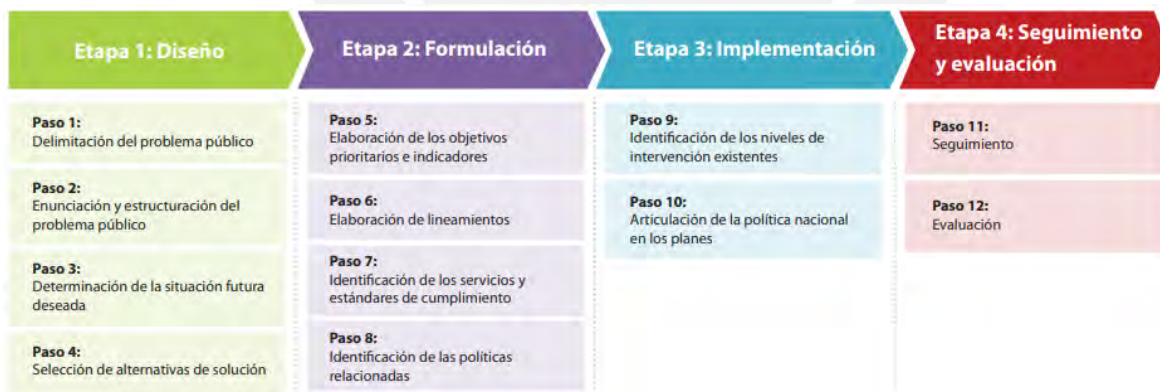 Etapa 1: Diseño
Etapa 2: Formulación
Etapa 3: Implementación
Etapa 4: Seguimiento
y evaluación
Paso 1:
Delimitación del problema público
Paso 2:
Enunciación y estructuración del
problema público
Paso 3:
Determinación de la situación futura
deseada
Paso 4:
Selección de alternativas de solución
Paso 5:
Elaboración de los objetivos
prioritarios e indicadores
Paso 6:
Elaboración de lineamientos
Paso 7:
Identificación de los servicios y
estándares de cumplimiento
Paso 8:
Identificación de las políticas
relacionadas
Paso 9:
Identificación de los niveles de
intervención existentes
Paso 10:
Articulación de la política nacional
en los planes
Paso 11:
Seguimiento
Paso 12:
Evaluación